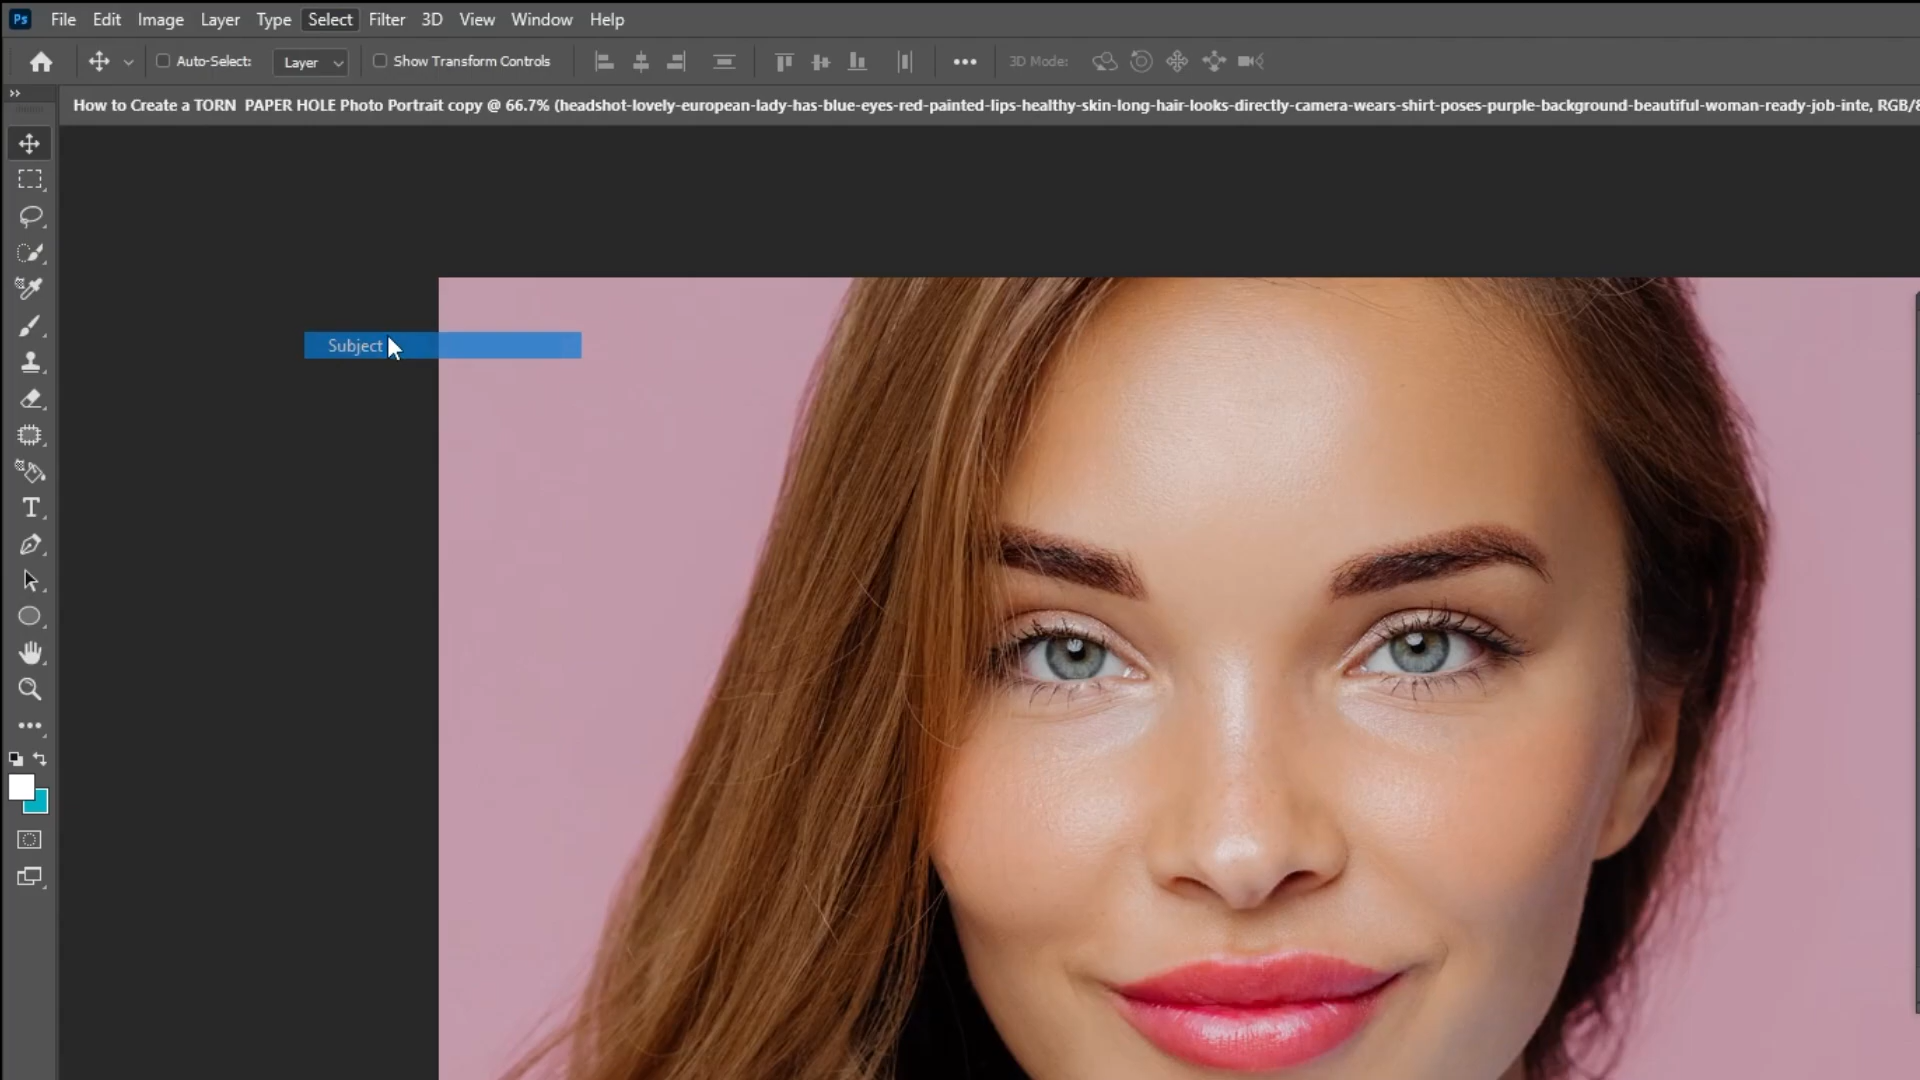 Ps File Edit Image Layer Type Select Filter 3D View Window Help
Auto-Select: Layer Show Transform Controls 3D Mode:
How to Create a TORN  PAPER HOLE Photo Portrait copy @ 66.7% (headshot-lovely-european-lady-has-blue-eyes-red-painted-lips-healthy-skin-long-hair-looks-directly-camera-wears-shirt-poses-purple-background-beautiful-woman-ready-job-inte, RGB/8
Subject